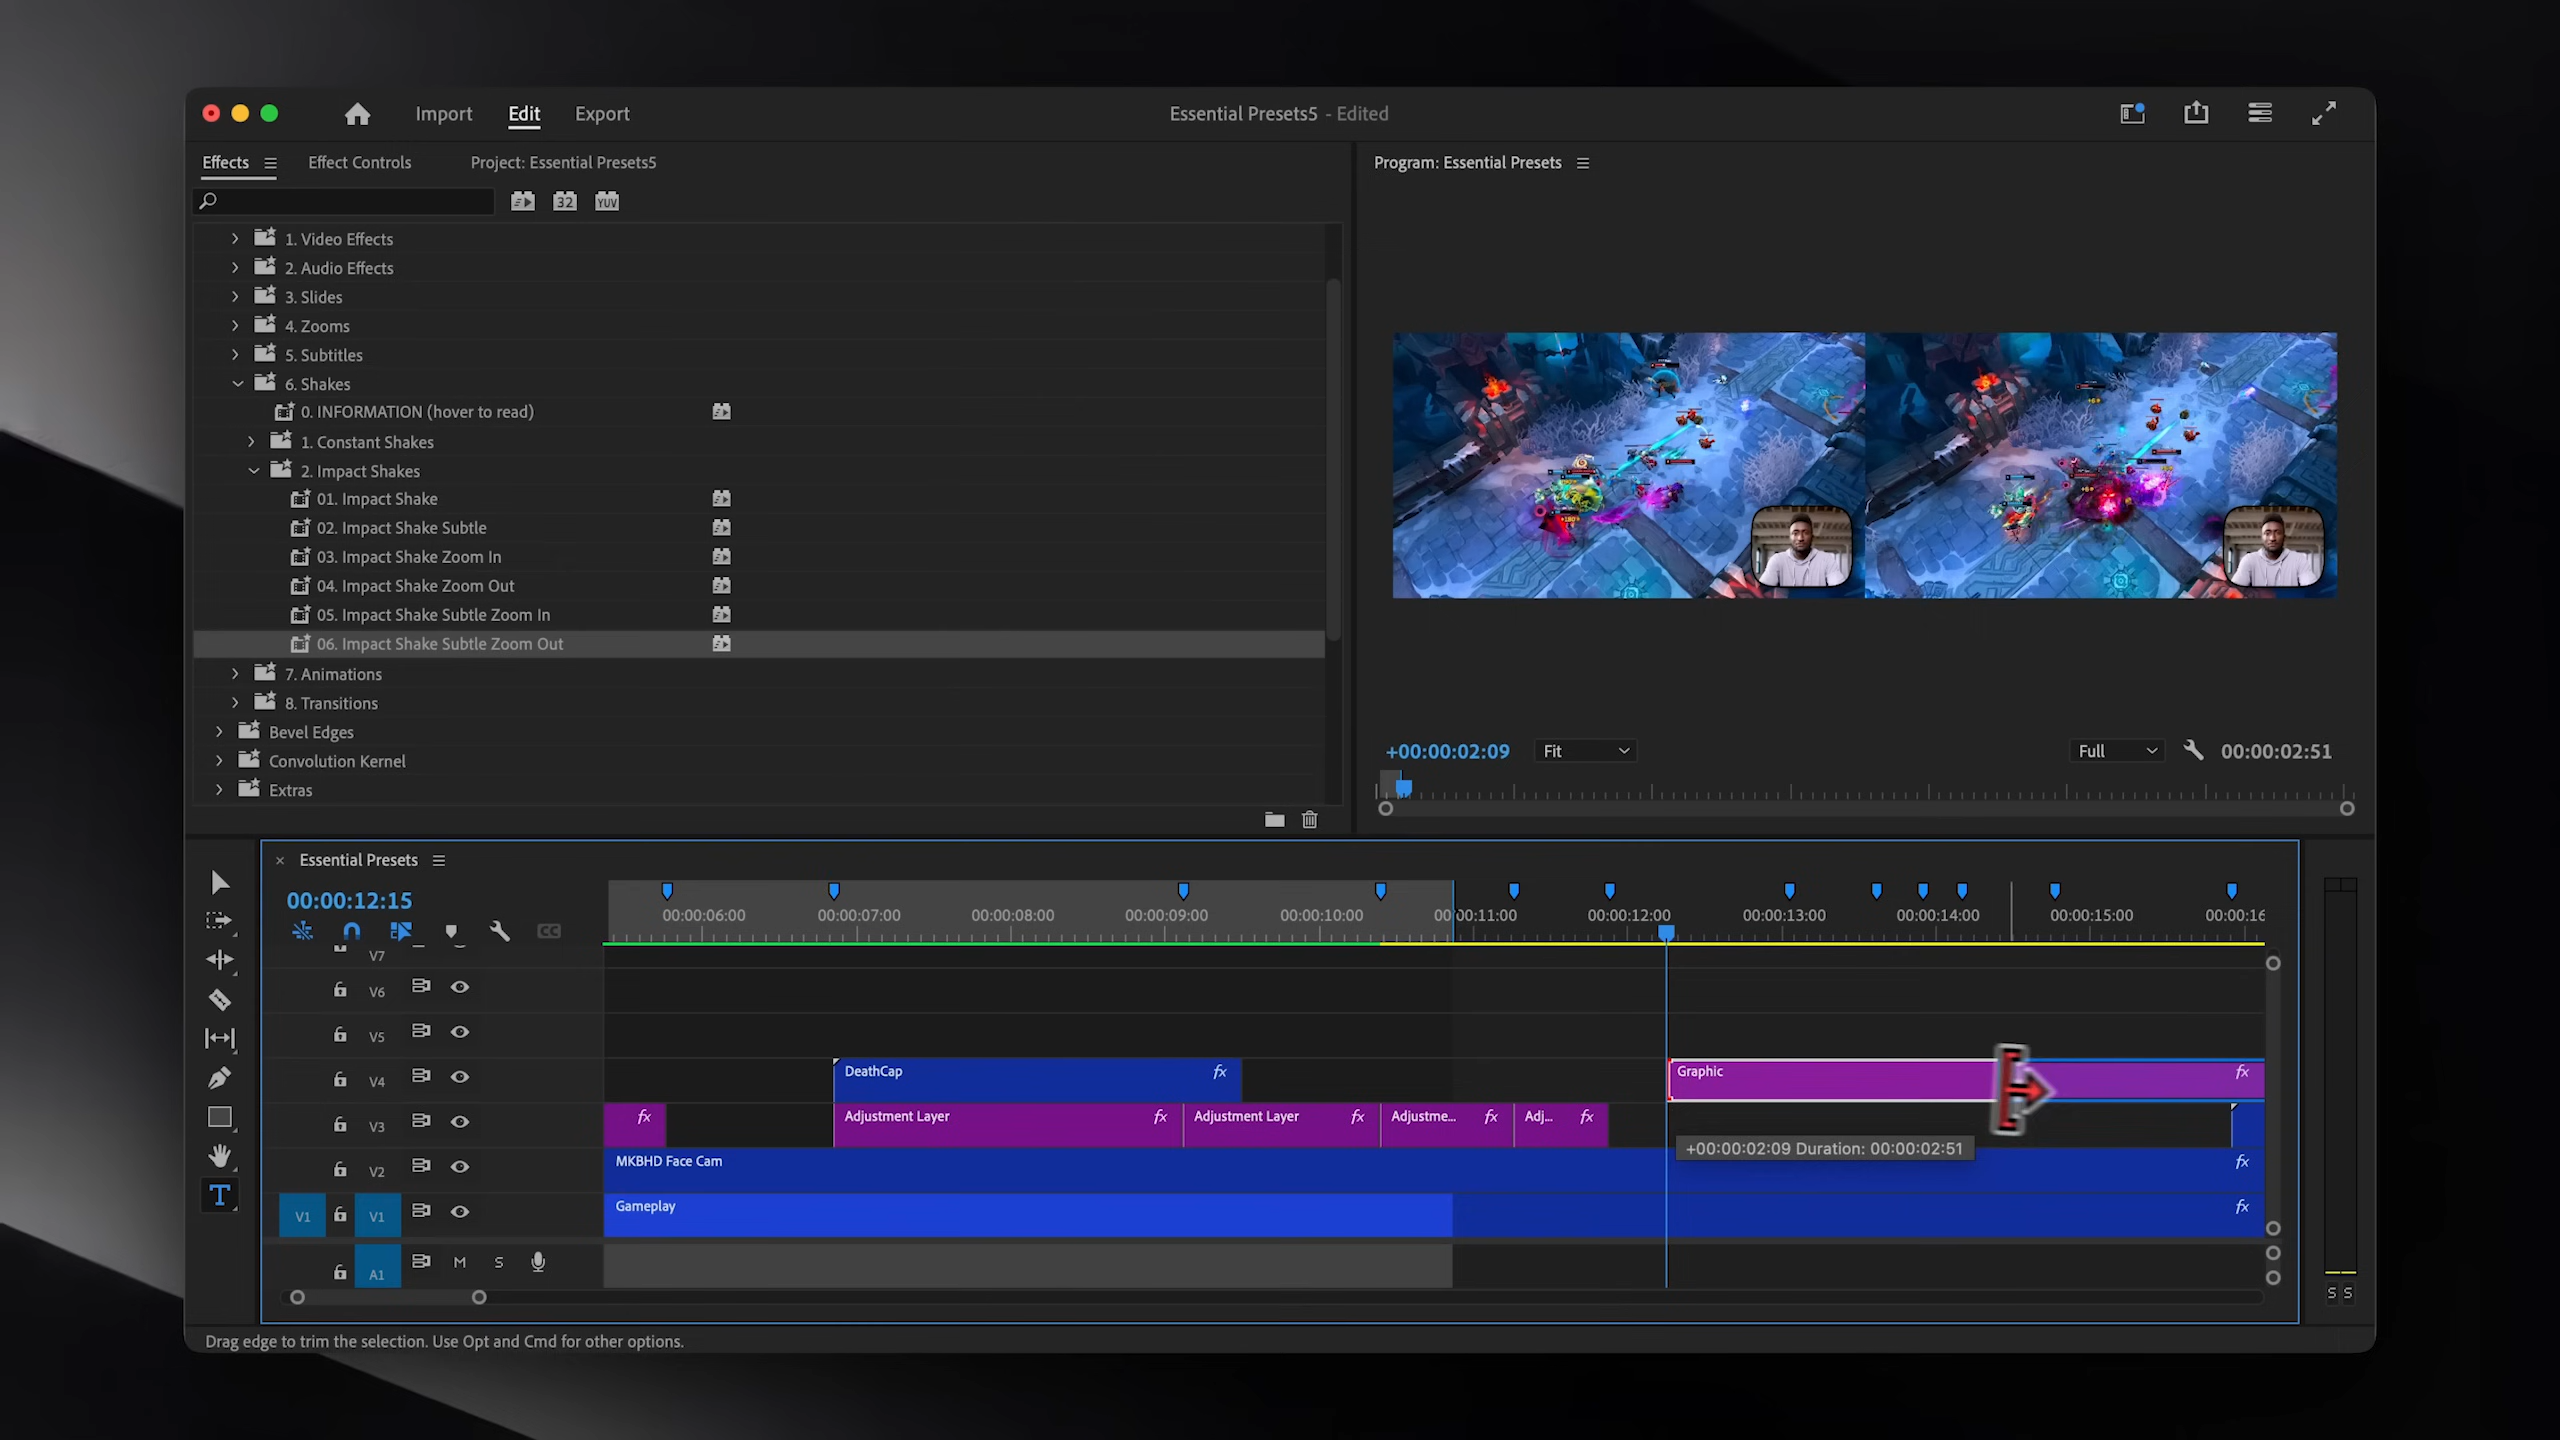 Import Edit Export Essential Presets5 - Edited
Effects Effect Controls Project: Essential Presets5
32 YUV
1. Video Effects
2. Audio Effects
3. Slides
4. Zooms
5. Subtitles
6. Shakes
0. INFORMATION (hover to read)
1. Constant Shakes
2. Impact Shakes
01. Impact Shake
02. Impact Shake Subtle
03. Impact Shake Zoom In
04. Impact Shake Zoom Out
05. Impact Shake Subtle Zoom In
06. Impact Shake Subtle Zoom Out
7. Animations
8. Transitions
Bevel Edges
Convolution Kernel
Extras
Program: Essential Presets
+00:00:02:09 Fit Full 00:00:02:51
Essential Presets
00:00:12:15
CC
00:00:06:00 00:00:07:00 00:00:08:00 00:00:09:00 00:00:10:00 00:00:11:00 00:00:12:00 00:00:13:00 00:00:14:00 00:00:15:00 00:00:16
V7
V6
V5
V4 DeathCap fx Graphic fx
V3 fx Adjustment Layer fx Adjustment Layer fx Adjustme... fx Adj... fx
+00:00:02:09 Duration: 00:00:02:51
V2 MKBHD Face Cam fx
V1 V1 Gameplay fx
A1 M S
S S
Drag edge to trim the selection. Use Opt and Cmd for other options.